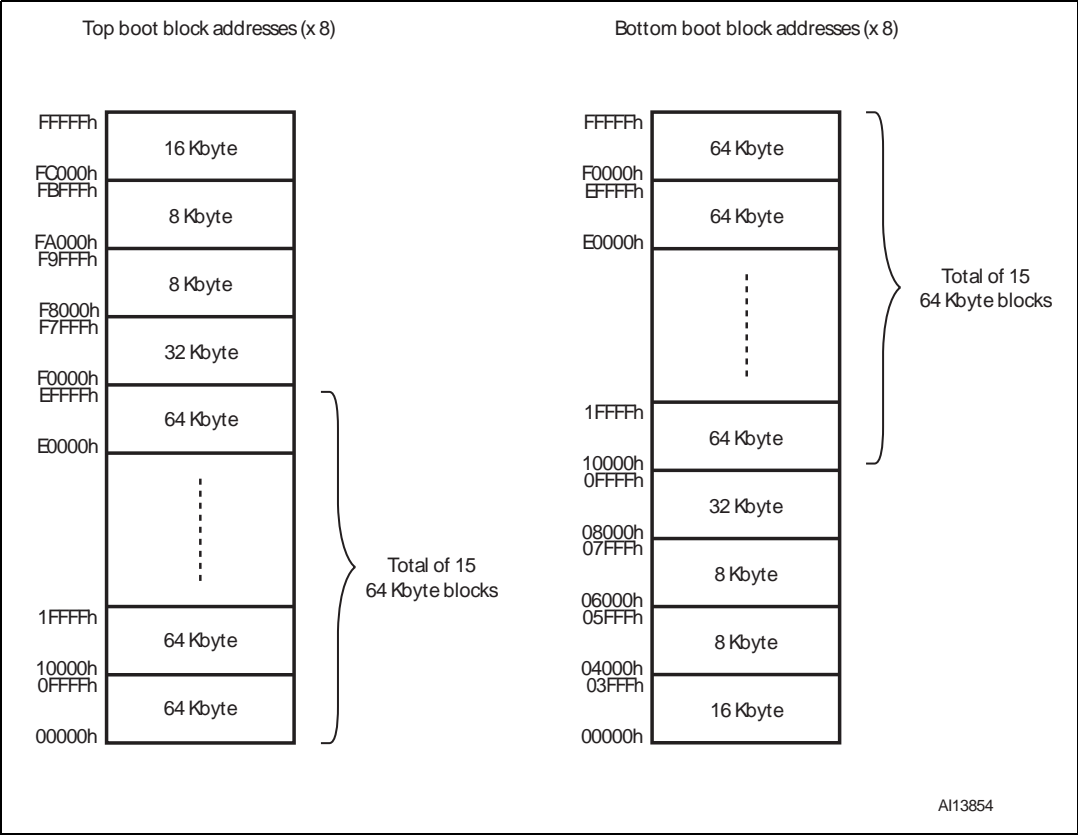 Top boot block addresses (x 8)
FFFFFh
16 Kbyte
FC000h
FBFFFh
8 Kbyte
FA000h
F9FFFh
8 Kbyte
F8000h
F7FFFh
32 Kbyte
F0000h
EFFFFh
64 Kbyte
E0000h
Total of 15
64 Kbyte blocks
1FFFFh
64 Kbyte
10000h
0FFFFh
64 Kbyte
00000h
Bottom boot block addresses (x 8)
FFFFFh
64 Kbyte
F0000h
EFFFFh
64 Kbyte
E0000h
Total of 15
64 Kbyte blocks
1FFFFh
64 Kbyte
10000h
0FFFFh
32 Kbyte
08000h
07FFFh
8 Kbyte
06000h
05FFFh
8 Kbyte
04000h
03FFFh
16 Kbyte
00000h
AI13854